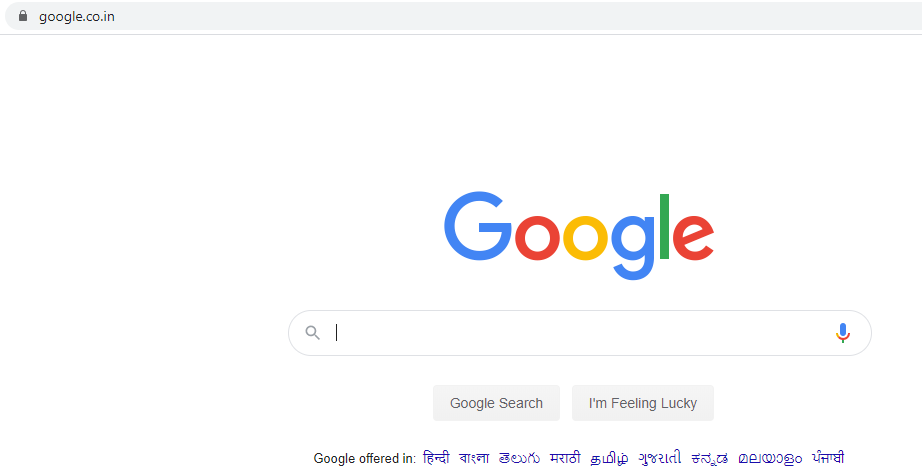 google.co.in
Google
Google Search I'm Feeling Lucky
Google offered in: हिन्दी বাংলা తెలుగు मराठी தமிழ் ગુજરાતી ಕನ್ನಡ മലയാളം ਪੰਜਾਬੀ